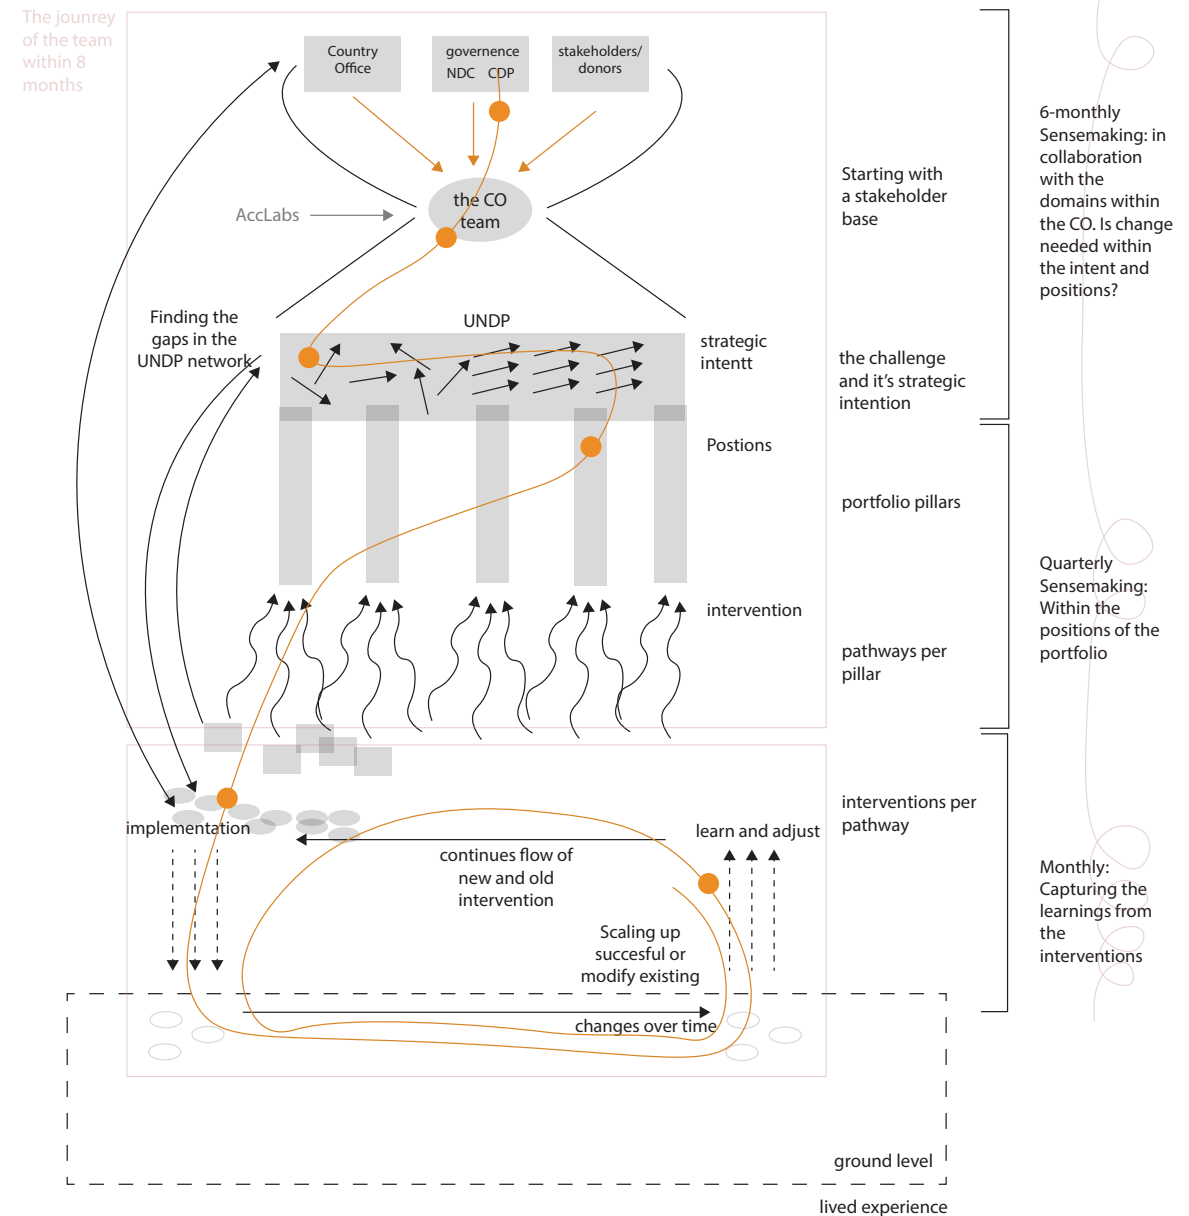 The jounrey
of the team
within 8
months
Country
Office
governence
NDC CDP
stakeholders/
donors
AccLabs
the CO
team
Starting with
a stakeholder
base
6-monthly
Sensemaking: in
collaboration
with the
domains within
the CO. Is change
needed within
the intent and
positions?
Finding the
gaps in the
UNDP network
UNDP
strategic
intentt
the challenge
and it's strategic
intention
Postions
portfolio pillars
intervention
pathways per
pillar
Quarterly
Sensemaking:
Within the
positions of the
portfolio
implementation
continues flow of
new and old
intervention
learn and adjust
interventions per
pathway
Scaling up
succesful or
modify existing
changes over time
Monthly:
Capturing the
learnings from
the
interventions
ground level
lived experience